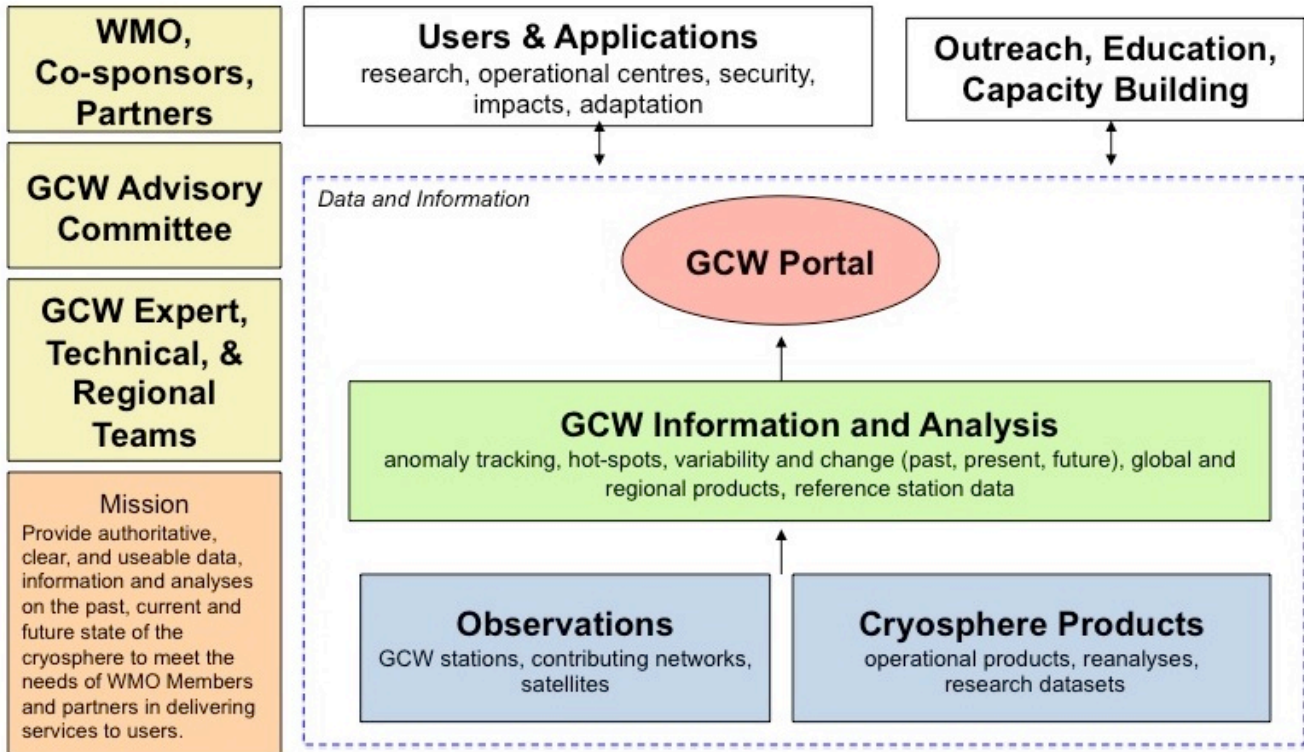 WMO,
Co-sponsors,
Partners
GCW Advisory
Committee
GCW Expert,
Technical, &
Regional
Teams
Mission
Provide authoritative,
clear, and useable data,
information and analyses
on the past, current and
future state of the
cryosphere to meet the
needs of WMO Members
and partners in delivering
services to users.
Users & Applications
research, operational centres, security,
impacts, adaptation
Outreach, Education,
Capacity Building
Data and Information
GCW Portal
GCW Information and Analysis
anomaly tracking, hot-spots, variability and change (past, present, future), global and
regional products, reference station data
Observations
GCW stations, contributing networks,
satellites
Cryosphere Products
operational products, reanalyses,
research datasets